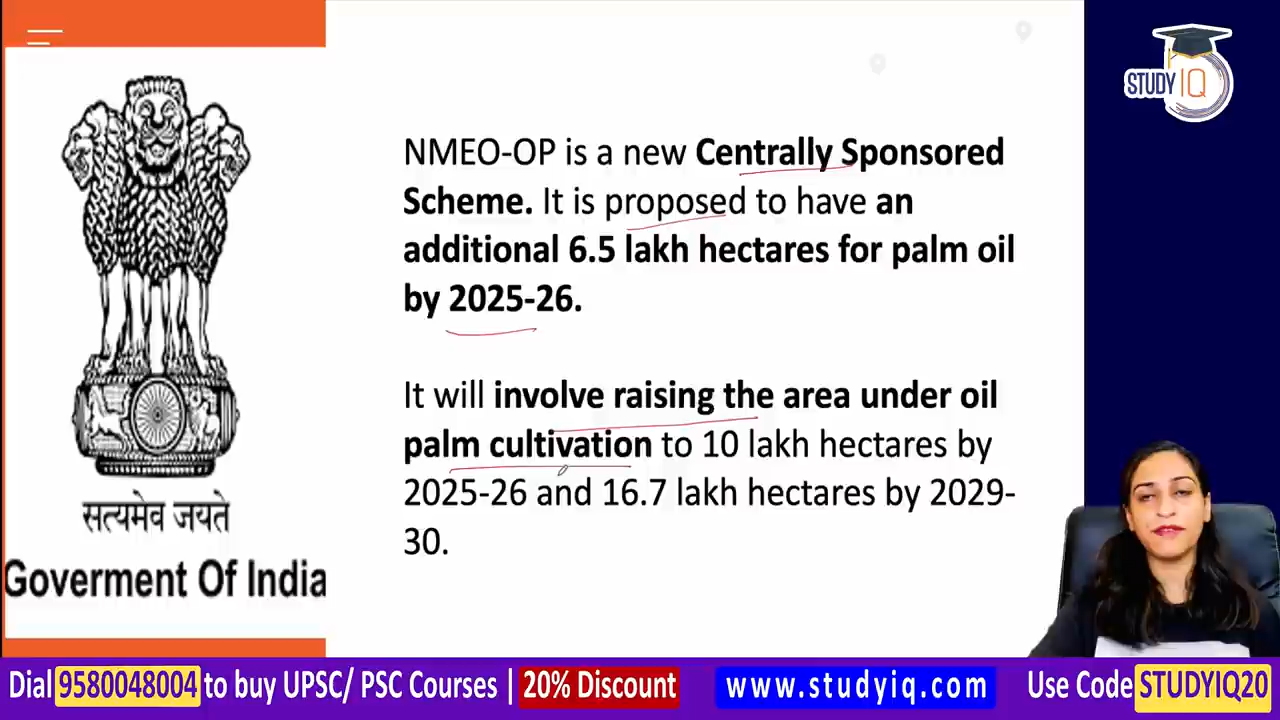 सत्यमेव जयते
Goverment Of India
NMEO-OP is a new Centrally Sponsored
Scheme. It is proposed to have an
additional 6.5 lakh hectares for palm oil
by 2025-26.
It will involve raising the area under oil
palm cultivation to 10 lakh hectares by
2025-26 and 16.7 lakh hectares by 2029-
30.
STUDY IQ
Dial 9580048004 to buy UPSC/ PSC Courses | 20% Discount www.studyiq.com Use Code STUDYIQ20